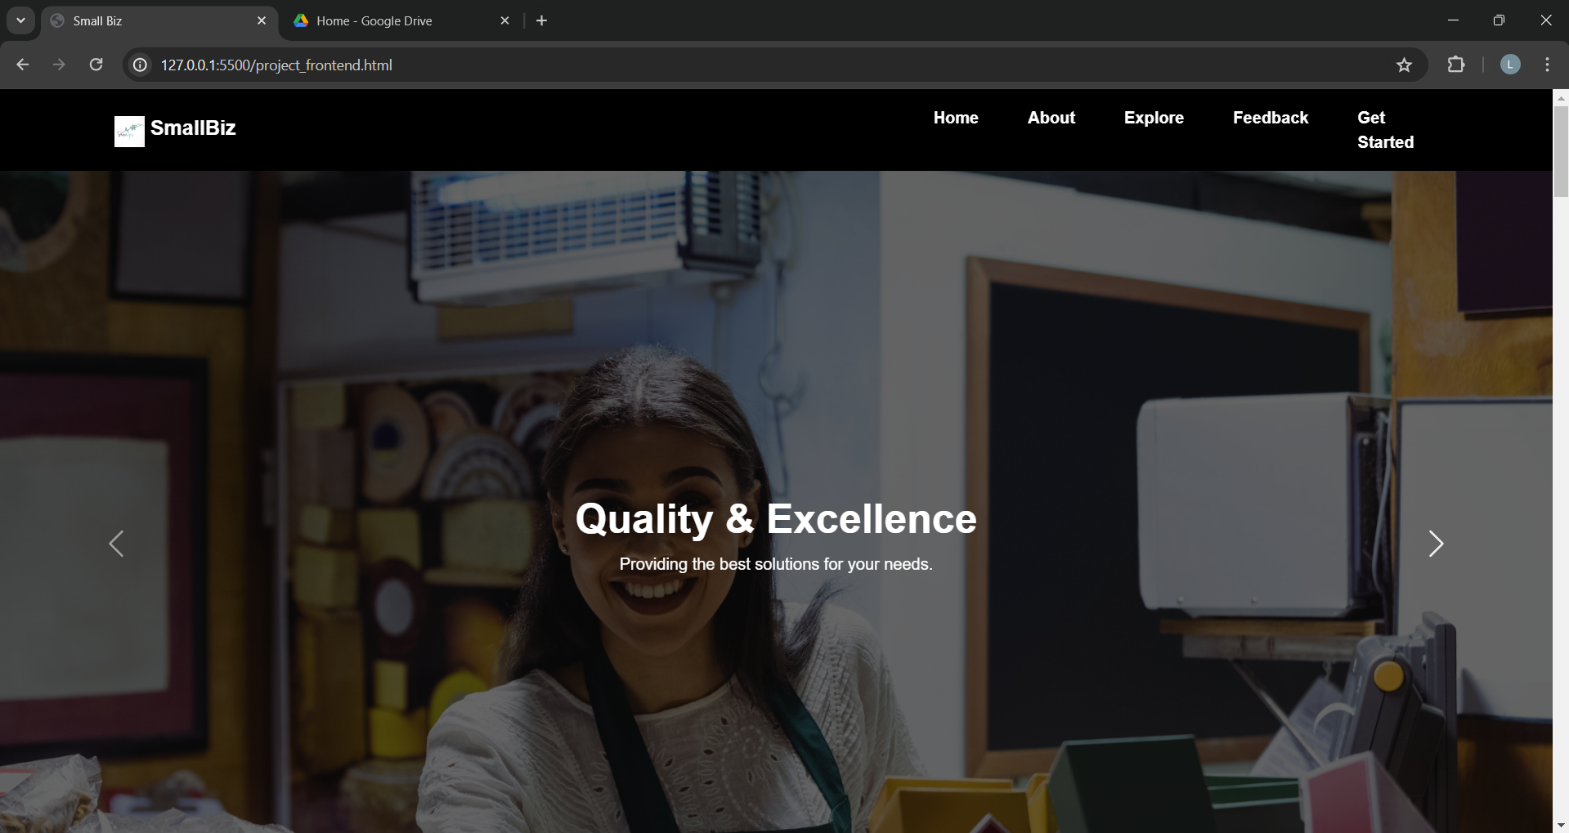 Small Biz
Home - Google Drive
127.0.0.1:5500/project_frontend.html
L
SmallBiz
Home
About
Explore
Feedback
Get
Started
Quality & Excellence
Providing the best solutions for your needs.